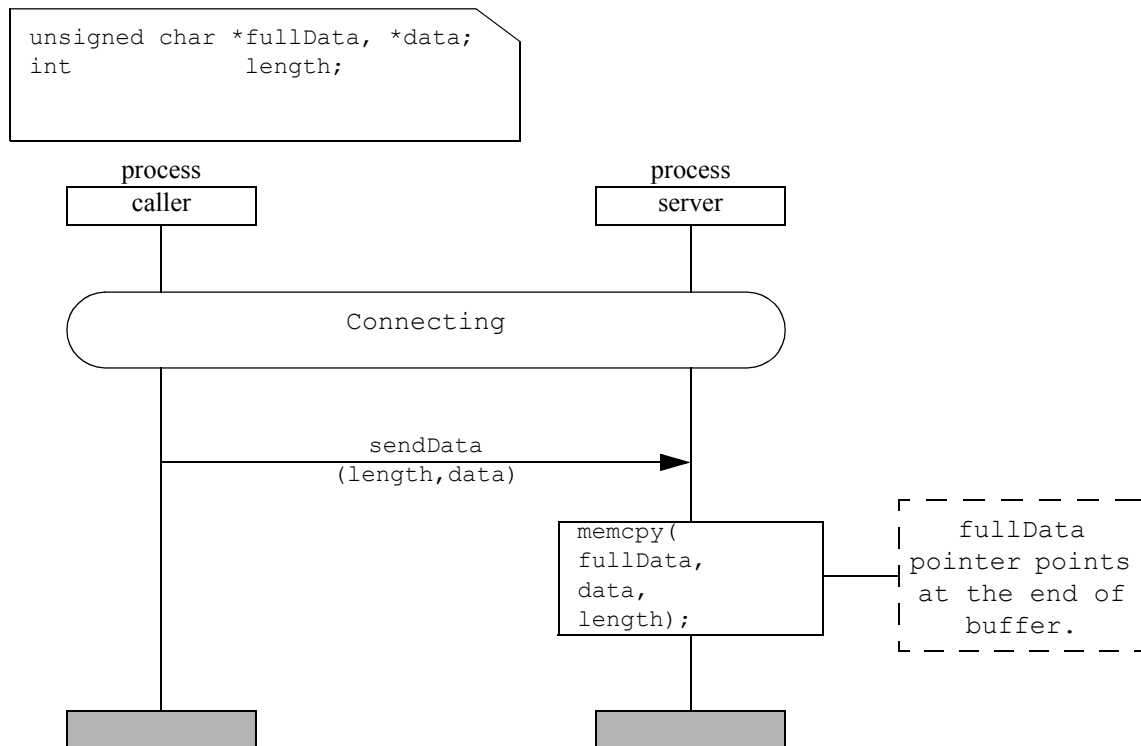 unsigned char *fullData, *data;
int             length;
process
caller
process
server
Connecting
sendData
(length,data)
memcpy(
fullData,
data,
length);
fullData
pointer points
at the end of
buffer.